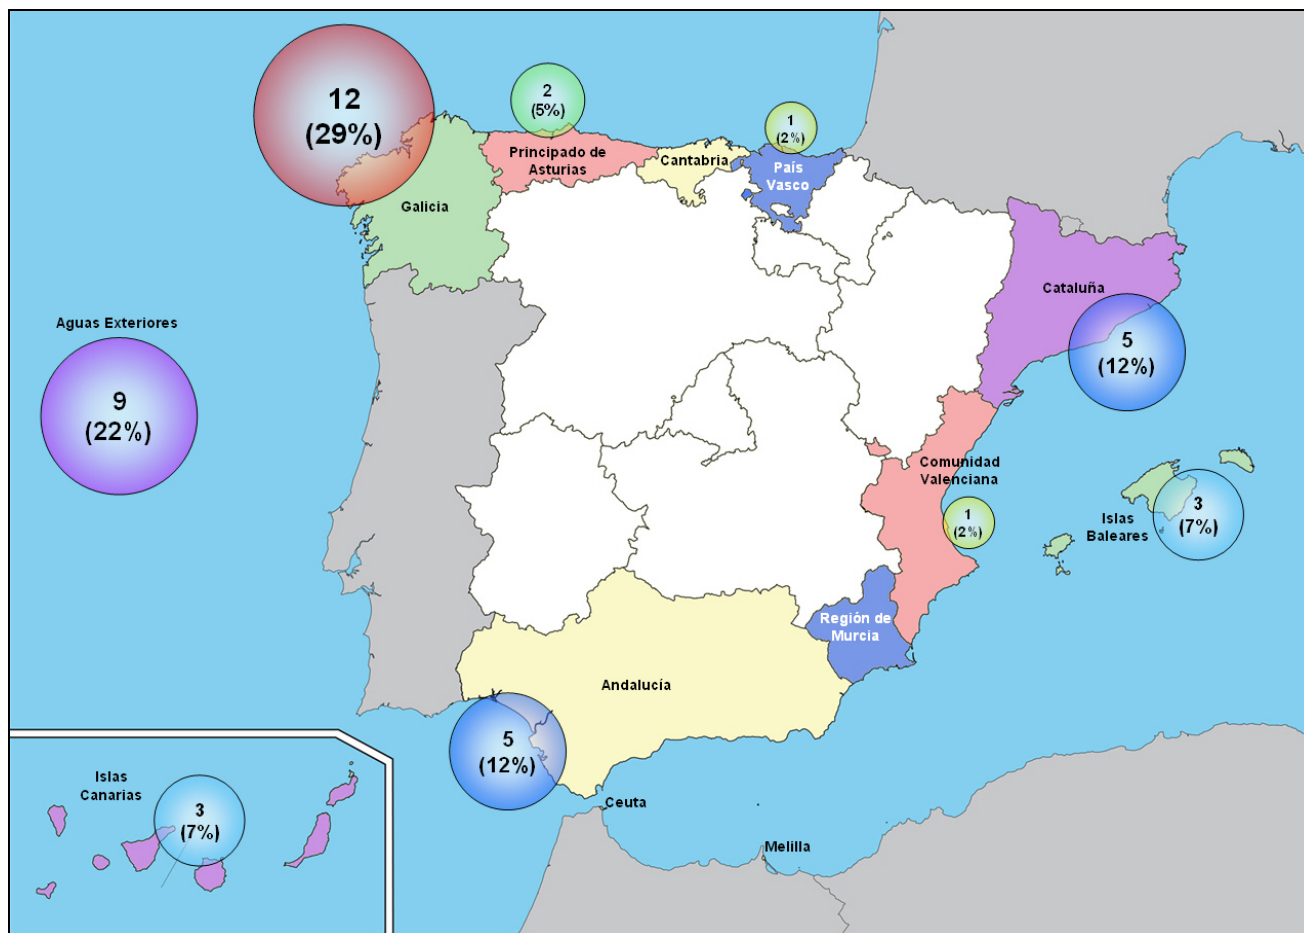 12
(29%)
2
(5%)
1
(2%)
Principado de
Asturias
Cantabria
País
Vasco
Galicia
Cataluña
Aguas Exteriores
5
(12%)
9
(22%)
Comunidad
Valenciana
1
(2%)
3
(7%)
Islas
Baleares
Región de
Murcia
Andalucía
5
(12%)
Islas
Canarias
3
(7%)
Ceuta
Melilla